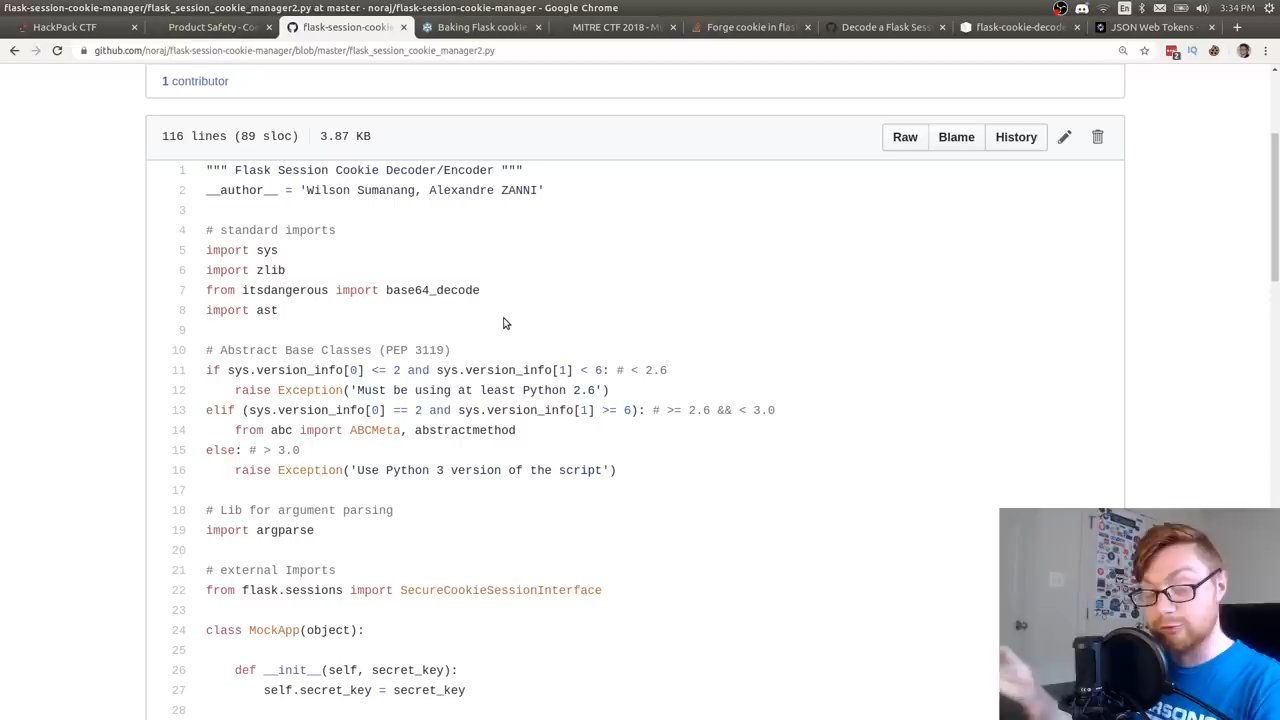 flask-session-cookie-manager/flask_session_cookie_manager2.py at master · noraj/flask-session-cookie-manager - Google Chrome
En
3:34 PM
HackPack CTF
Product Safety - Co
flask-session-cookie
Baking Flask cookie
MITRE CTF 2018 - M
Forge cookie in flas
Decode a Flask Sess
flask-cookie-decode
JSON Web Tokens -
github.com/noraj/flask-session-cookie-manager/blob/master/flask_session_cookie_manager2.py
IQ
2
1 contributor
116 lines (89 sloc) 3.87 KB
Raw Blame History
1 """ Flask Session Cookie Decoder/Encoder """
2 __author__ = 'Wilson Sumanang, Alexandre ZANNI'
3
4 # standard imports
5 import sys
6 import zlib
7 from itsdangerous import base64_decode
8 import ast
9
10 # Abstract Base Classes (PEP 3119)
11 if sys.version_info[0] <= 2 and sys.version_info[1] < 6: # < 2.6
12 raise Exception('Must be using at least Python 2.6')
13 elif (sys.version_info[0] == 2 and sys.version_info[1] >= 6): # >= 2.6 && < 3.0
14 from abc import ABCMeta, abstractmethod
15 else: # > 3.0
16 raise Exception('Use Python 3 version of the script')
17
18 # Lib for argument parsing
19 import argparse
20
21 # external Imports
22 from flask.sessions import SecureCookieSessionInterface
23
24 class MockApp(object):
25
26 def __init__(self, secret_key):
27 self.secret_key = secret_key
28